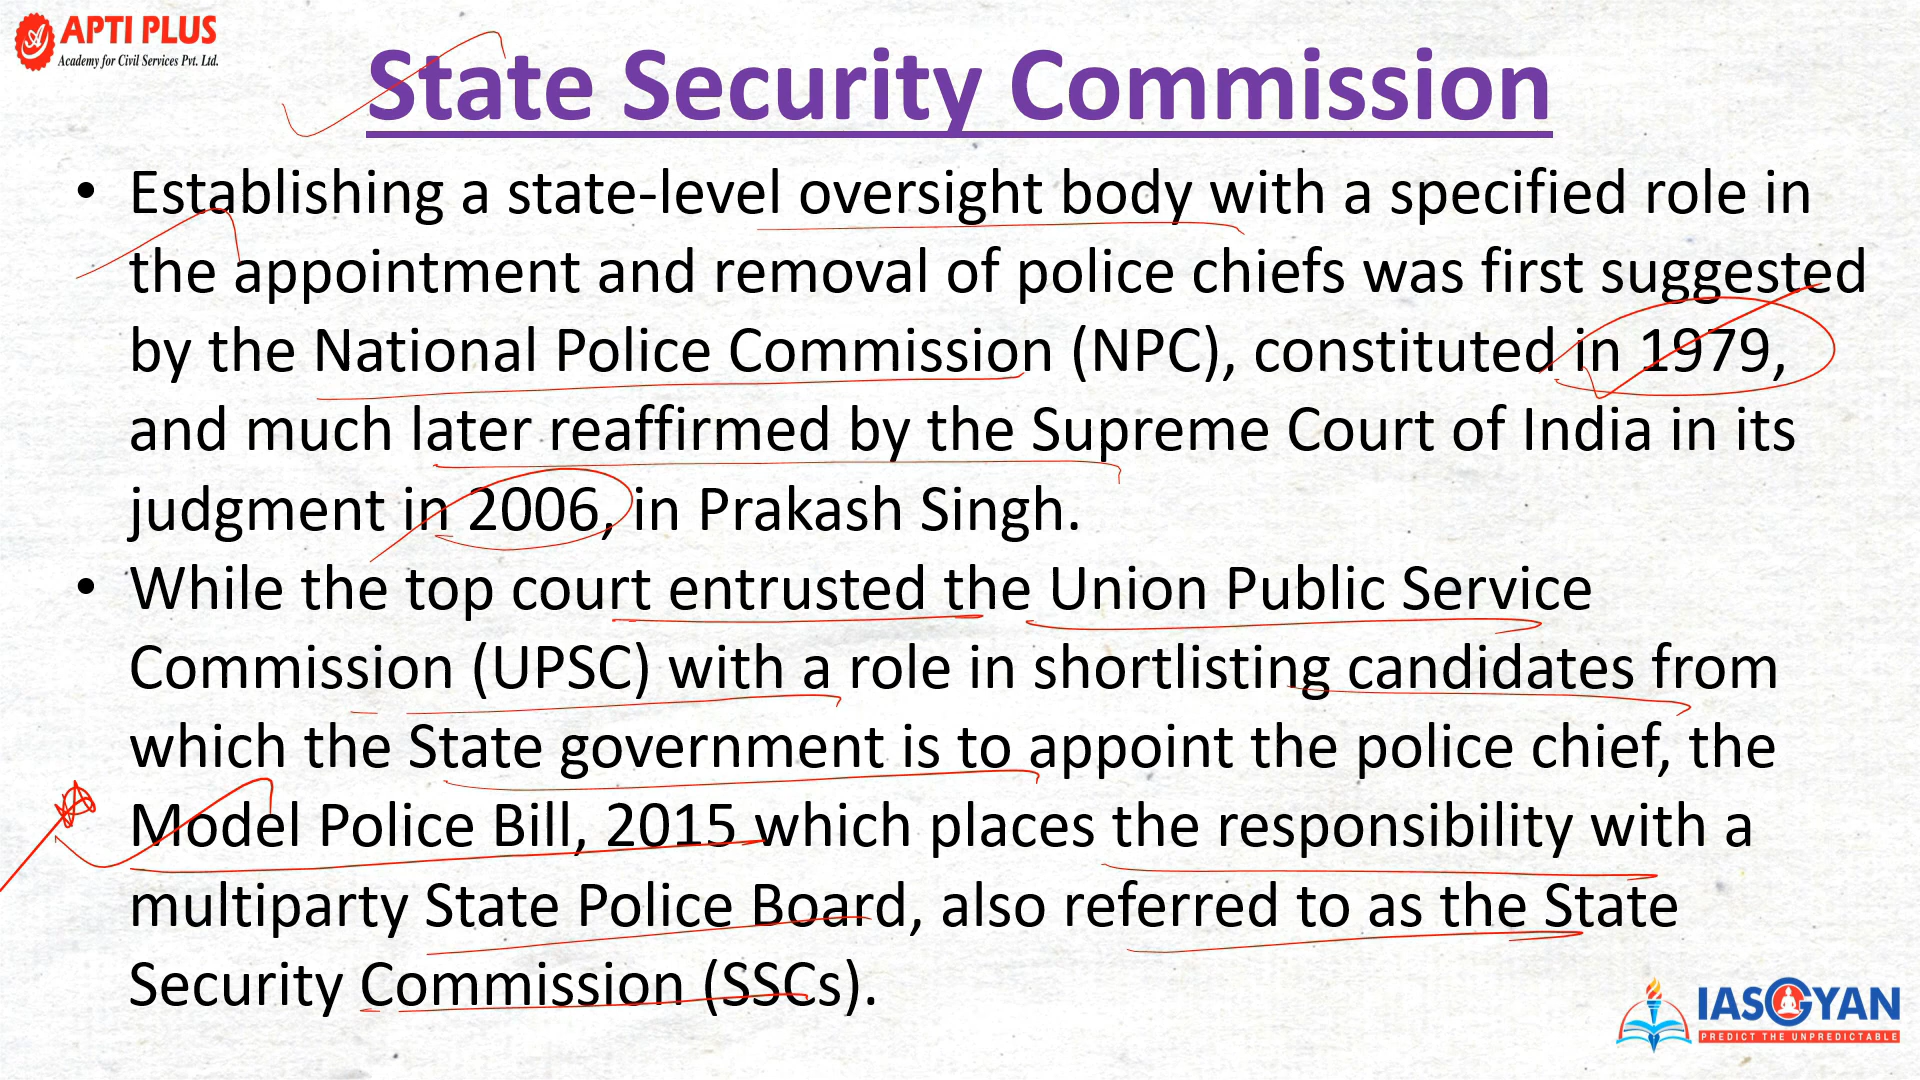 APTI PLUS
Academy for Civil Services Pvt. Ltd.
State Security Commission
• Establishing a state-level oversight body with a specified role in
the appointment and removal of police chiefs was first suggested
by the National Police Commission (NPC), constituted in 1979,
and much later reaffirmed by the Supreme Court of India in its
judgment in 2006, in Prakash Singh.
• While the top court entrusted the Union Public Service
Commission (UPSC) with a role in shortlisting candidates from
which the State government is to appoint the police chief, the
Model Police Bill, 2015 which places the responsibility with a
multiparty State Police Board, also referred to as the State
Security Commission (SSCs).
IASGYAN
PREDICT THE UNPREDICTABLE